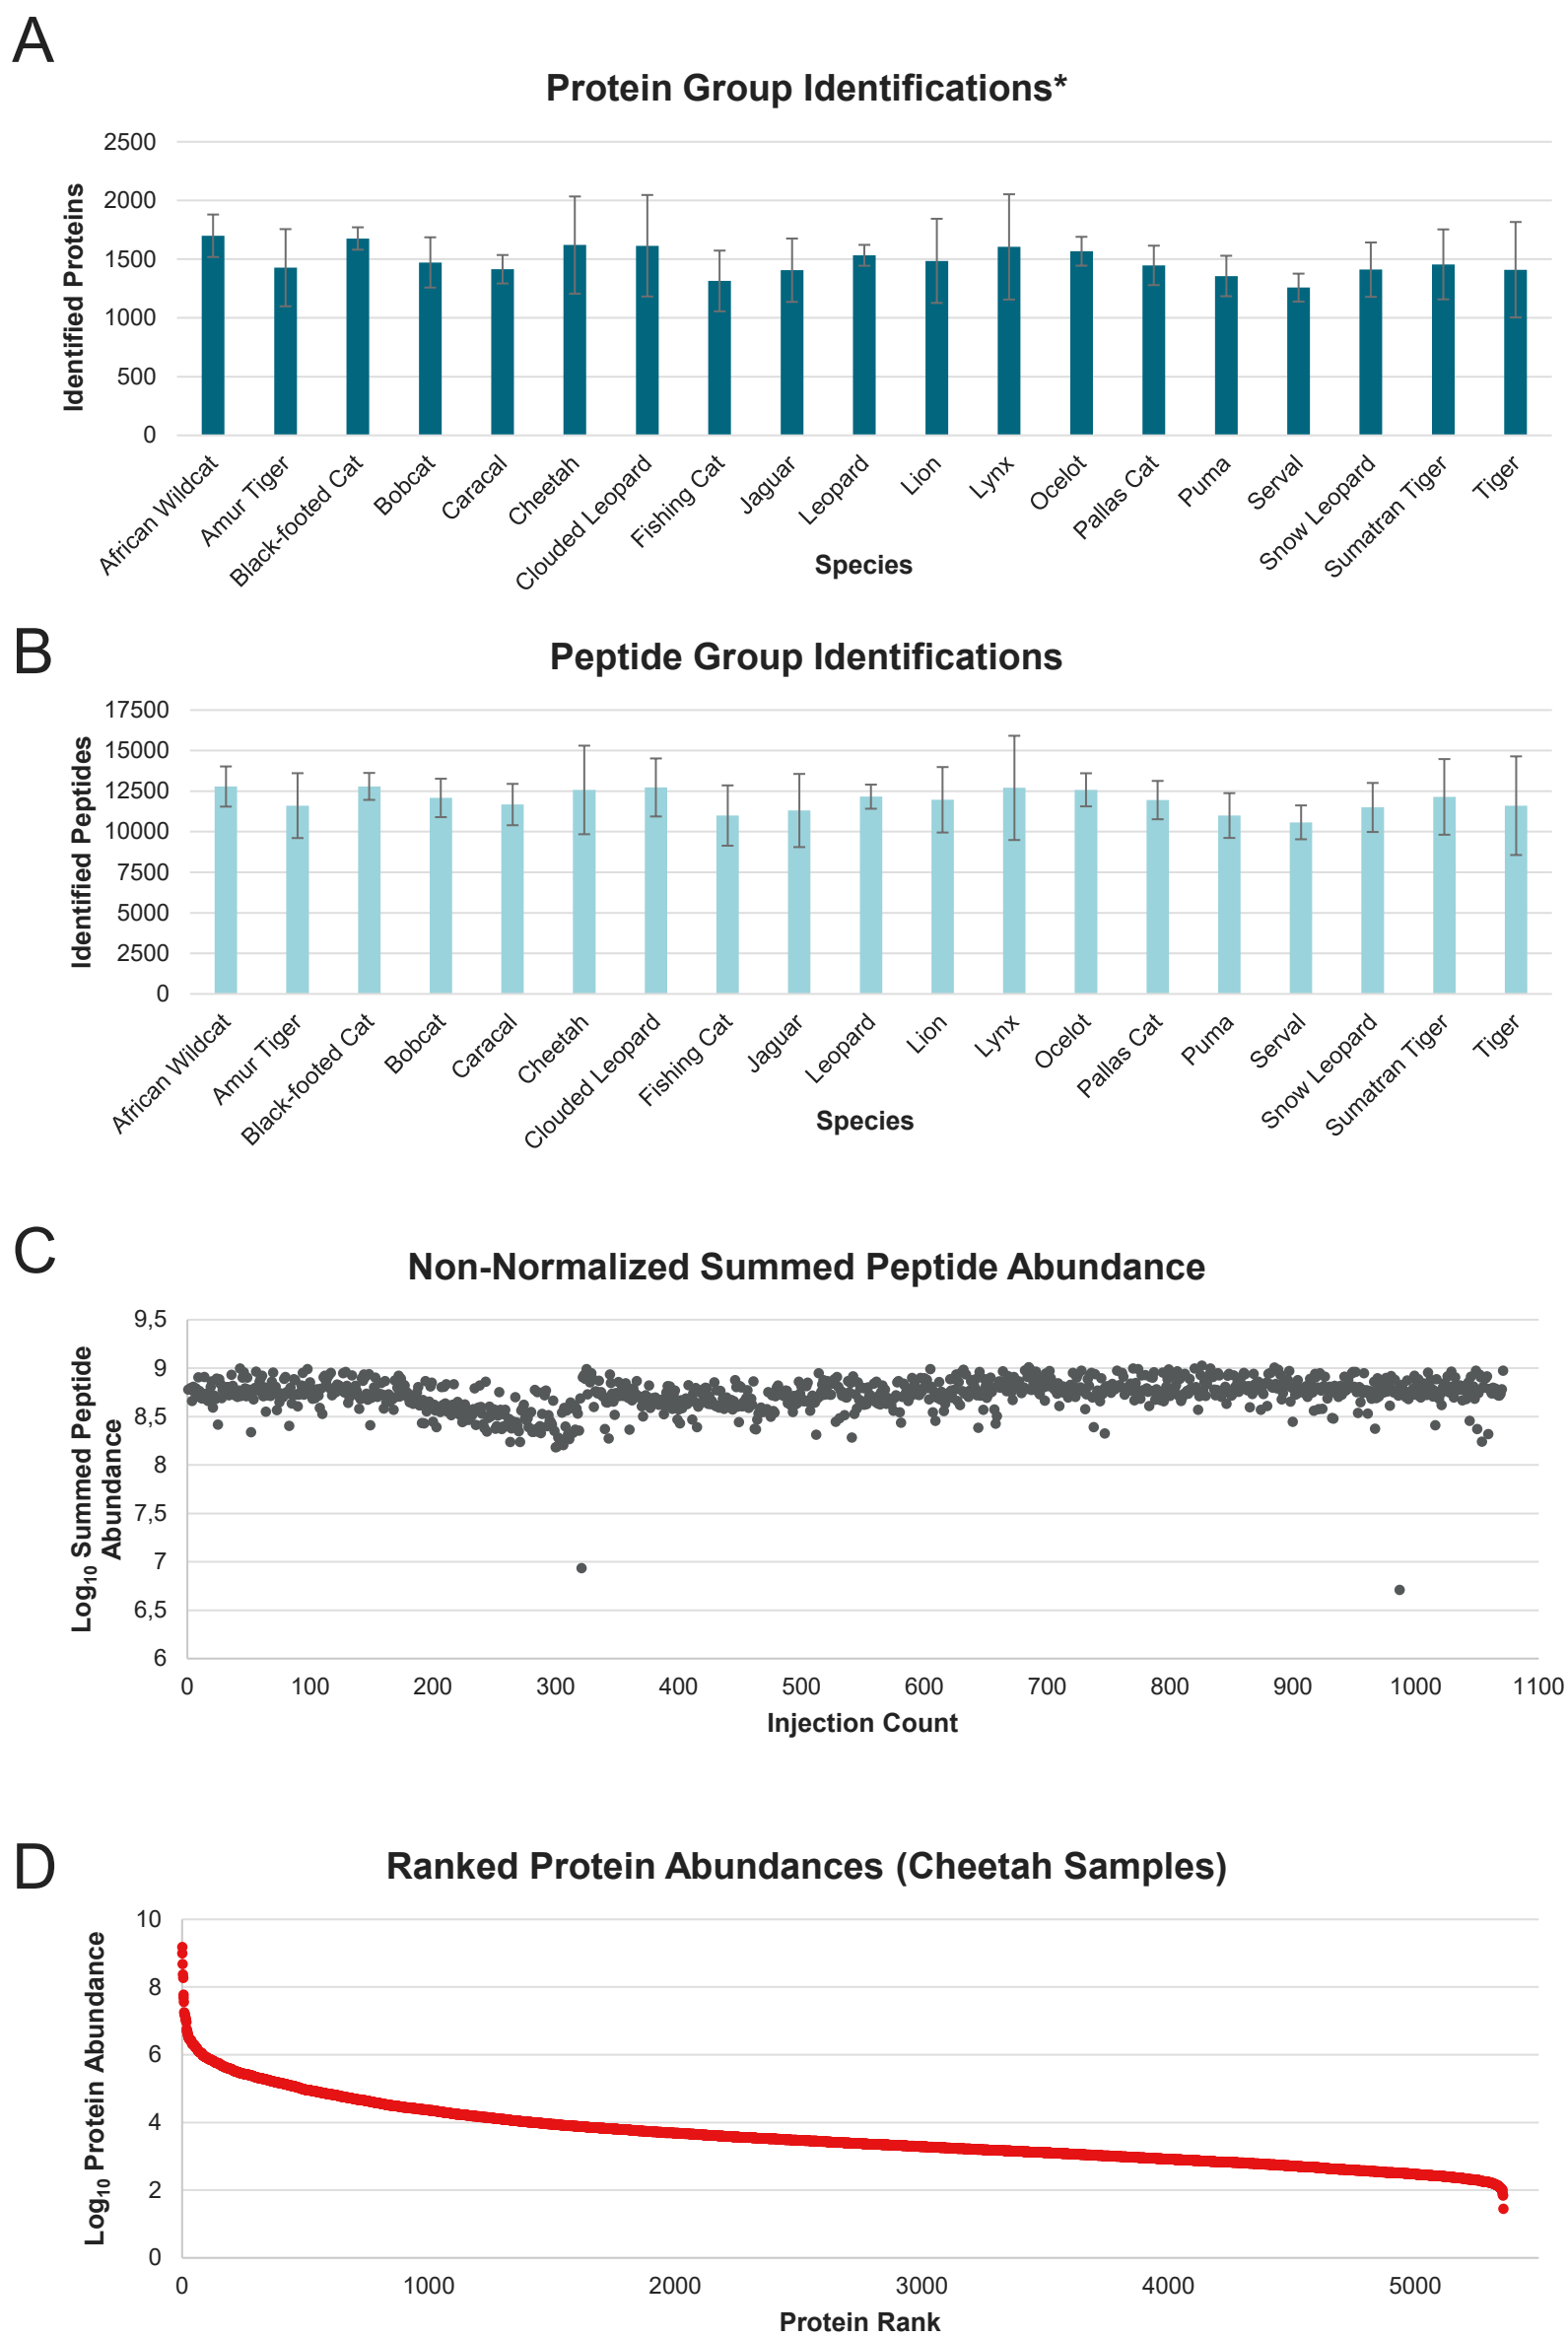 A
Protein Group Identifications*
Identified Proteins
2500
2000
1500
1000
500
0
African Wildcat
Amur Tiger
Black-footed Cat
Bobcat
Caracal
Cheetah
Clouded Leopard
Fishing Cat
Jaguar
Leopard
Lion
Lynx
Ocelot
Pallas Cat
Puma
Serval
Snow Leopard
Sumatran Tiger
Tiger
Species
B
Peptide Group Identifications
Identified Peptides
17500
15000
12500
10000
7500
5000
2500
0
African Wildcat
Amur Tiger
Black-footed Cat
Bobcat
Caracal
Cheetah
Clouded Leopard
Fishing Cat
Jaguar
Leopard
Lion
Lynx
Ocelot
Pallas Cat
Puma
Serval
Snow Leopard
Sumatran Tiger
Tiger
Species
C
Non-Normalized Summed Peptide Abundance
Log₁₀ Summed Peptide
Abundance
9,5
9
8,5
8
7,5
7
6,5
6
0 100 200 300 400 500 600 700 800 900 1000 1100
Injection Count
D
Ranked Protein Abundances (Cheetah Samples)
Log₁₀ Protein Abundance
10
8
6
4
2
0
0 1000 2000 3000 4000 5000
Protein Rank